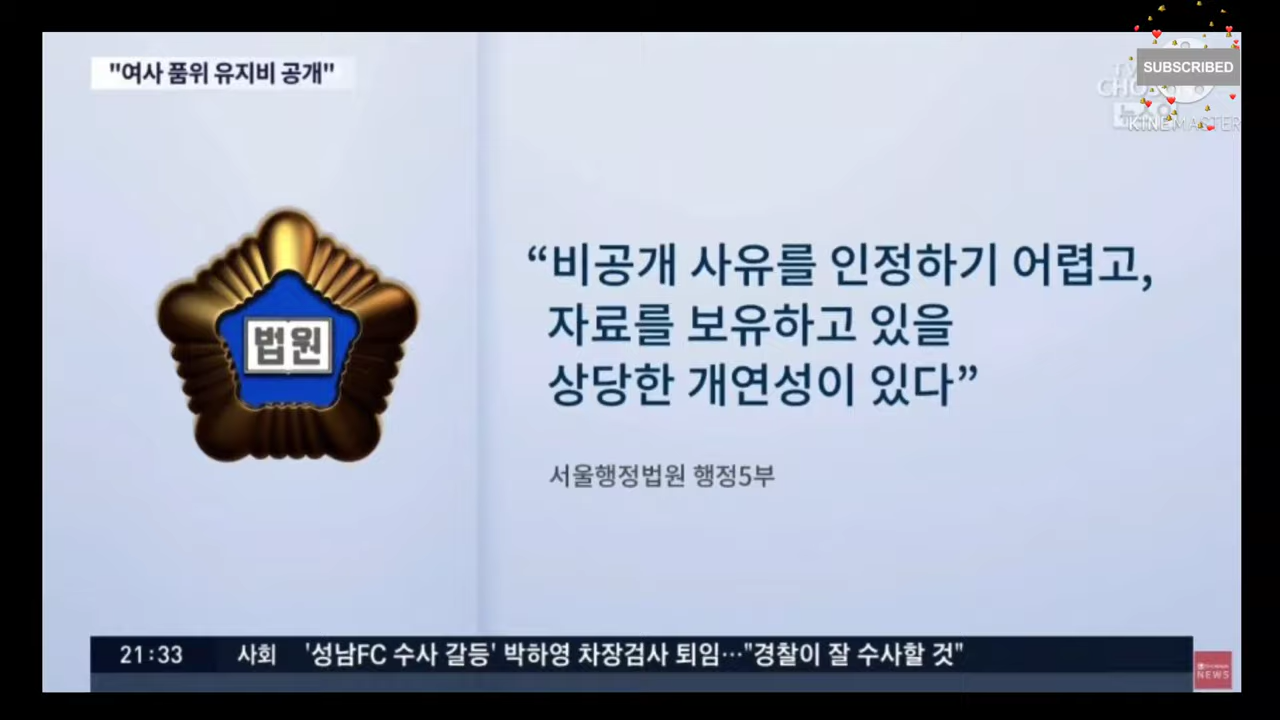 "여사 품위 유지비 공개"
SUBSCRIBED
KINEMASTER
법원
“비공개 사유를 인정하기 어렵고,
자료를 보유하고 있을
상당한 개연성이 있다”
서울행정법원 행정5부
21:33 사회 '성남FC 수사 갈등' 박하영 차장검사 퇴임…"경찰이 잘 수사할 것"
NEWS